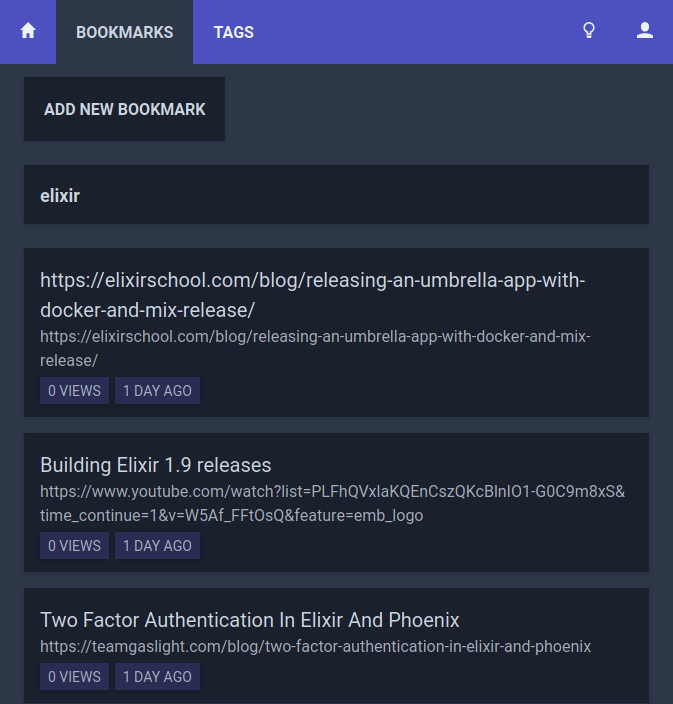 BOOKMARKS TAGS
ADD NEW BOOKMARK
elixir
https://elixirschool.com/blog/releasing-an-umbrella-app-with-
docker-and-mix-release/
https://elixirschool.com/blog/releasing-an-umbrella-app-with-docker-and-mix-
release/
0 VIEWS 1 DAY AGO
Building Elixir 1.9 releases
https://www.youtube.com/watch?list=PLFhQVxlaKQEnCszQKcBlnIO1-G0C9m8xS&
time_continue=1&v=W5Af_FFtOsQ&feature=emb_logo
0 VIEWS 1 DAY AGO
Two Factor Authentication In Elixir And Phoenix
https://teamgaslight.com/blog/two-factor-authentication-in-elixir-and-phoenix
0 VIEWS 1 DAY AGO